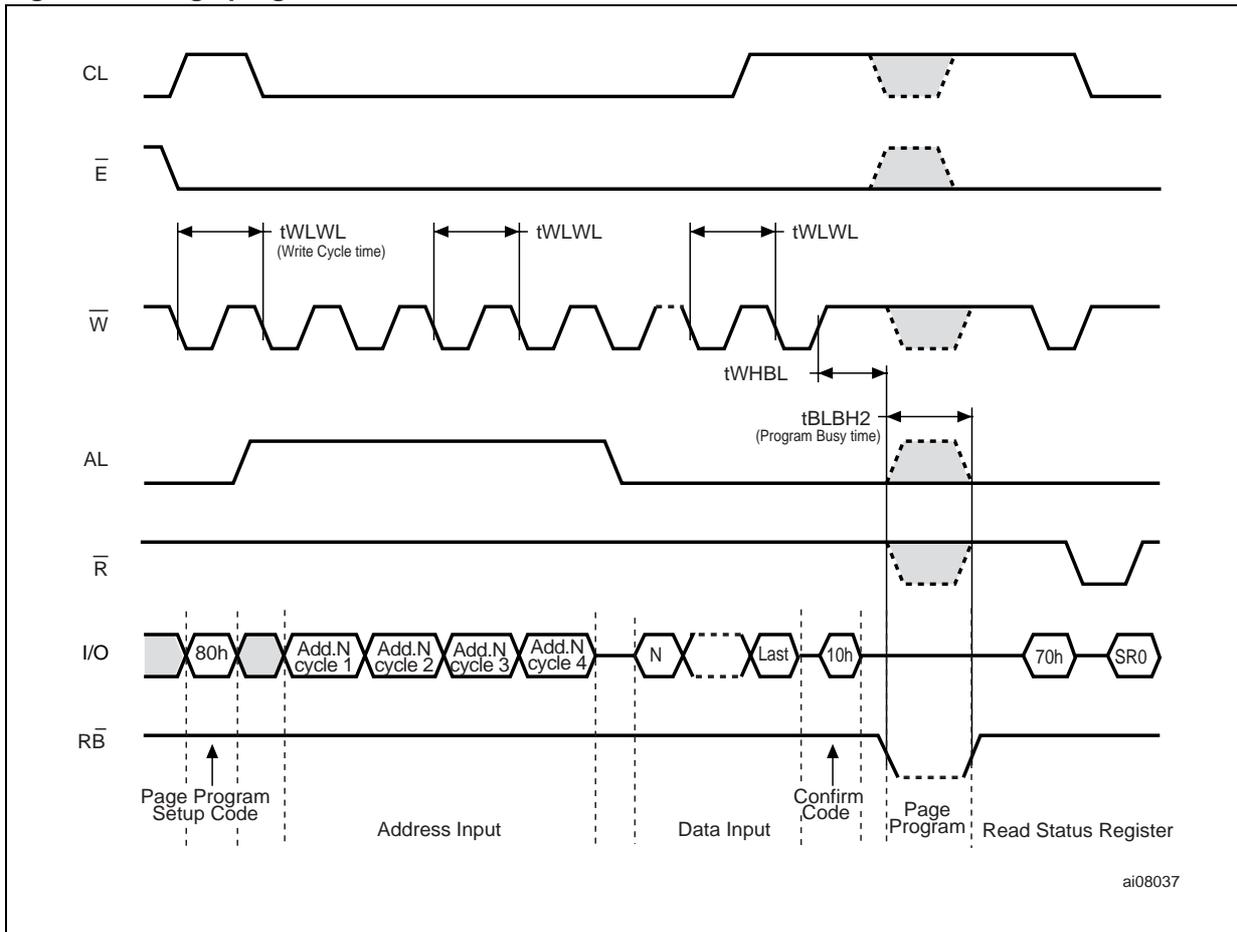 CL
E
tWLWL
(Write Cycle time)
tWLWL
tWLWL
W
tWHBL
tBLBH2
(Program Busy time)
AL
R
I/O
80h
Add.N
cycle 1
Add.N
cycle 2
Add.N
cycle 3
Add.N
cycle 4
N
Last
10h
70h
SR0
RB
Page Program
Setup Code
Address Input
Data Input
Confirm
Code
Page
Program
Read Status Register
ai08037